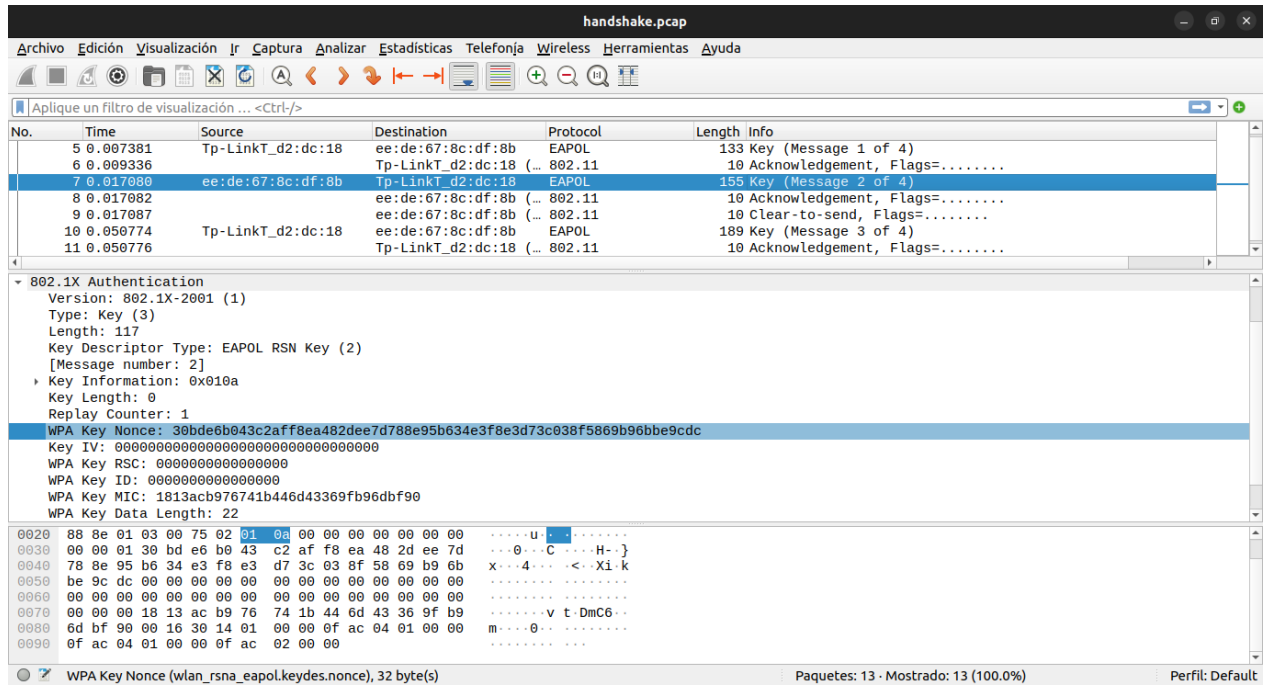 handshake.pcap
Archivo Edición Visualización Ir Captura Analizar Estadísticas Telefonía Wireless Herramientas Ayuda
Aplique un filtro de visualización … <Ctrl-/>
No. Time Source Destination Protocol Length Info
5 0.007381 Tp-LinkT_d2:dc:18 ee:de:67:8c:df:8b EAPOL 133 Key (Message 1 of 4)
6 0.009336 Tp-LinkT_d2:dc:18 (… 802.11 10 Acknowledgement, Flags=........
7 0.017080 ee:de:67:8c:df:8b Tp-LinkT_d2:dc:18 EAPOL 155 Key (Message 2 of 4)
8 0.017082 ee:de:67:8c:df:8b (… 802.11 10 Acknowledgement, Flags=........
9 0.017087 ee:de:67:8c:df:8b (… 802.11 10 Clear-to-send, Flags=........
10 0.050774 Tp-LinkT_d2:dc:18 ee:de:67:8c:df:8b EAPOL 189 Key (Message 3 of 4)
11 0.050776 Tp-LinkT_d2:dc:18 (… 802.11 10 Acknowledgement, Flags=........
802.1X Authentication
Version: 802.1X-2001 (1)
Type: Key (3)
Length: 117
Key Descriptor Type: EAPOL RSN Key (2)
[Message number: 2]
Key Information: 0x010a
Key Length: 0
Replay Counter: 1
WPA Key Nonce: 30bde6b043c2aff8ea482dee7d788e95b634e3f8e3d73c038f5869b96bbe9cdc
Key IV: 00000000000000000000000000000000
WPA Key RSC: 0000000000000000
WPA Key ID: 0000000000000000
WPA Key MIC: 1813acb976741b446d43369fb96dbf90
WPA Key Data Length: 22
0020 88 8e 01 03 00 75 02 01 0a 00 00 00 00 00 00 00 ·····u·· ········
0030 00 00 01 30 bd e6 b0 43 c2 af f8 ea 48 2d ee 7d ···0···C ····H-·}
0040 78 8e 95 b6 34 e3 f8 e3 d7 3c 03 8f 58 69 b9 6b x···4··· ·<··Xi·k
0050 be 9c dc 00 00 00 00 00 00 00 00 00 00 00 00 00 ········ ········
0060 00 00 00 00 00 00 00 00 00 00 00 00 00 00 00 00 ········ ········
0070 00 00 00 18 13 ac b9 76 74 1b 44 6d 43 36 9f b9 ·······v t·DmC6··
0080 6d bf 90 00 16 30 14 01 00 00 0f ac 04 01 00 00 m····0·· ········
0090 0f ac 04 01 00 00 0f ac 02 00 00 ········ ···
WPA Key Nonce (wlan_rsna_eapol.keydes.nonce), 32 byte(s) Paquetes: 13 · Mostrado: 13 (100.0%) Perfil: Default